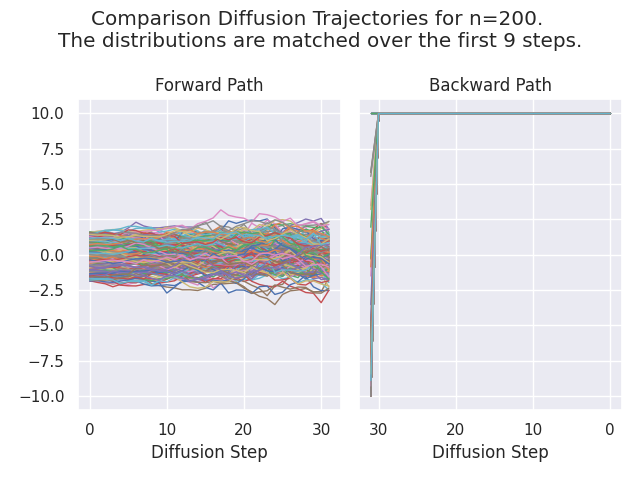 Comparison Diffusion Trajectories for n=200.
The distributions are matched over the first 9 steps.
Forward Path
Backward Path
10.0
7.5
5.0
2.5
0.0
−2.5
−5.0
−7.5
−10.0
0 10 20 30
30 20 10 0
Diffusion Step
Diffusion Step